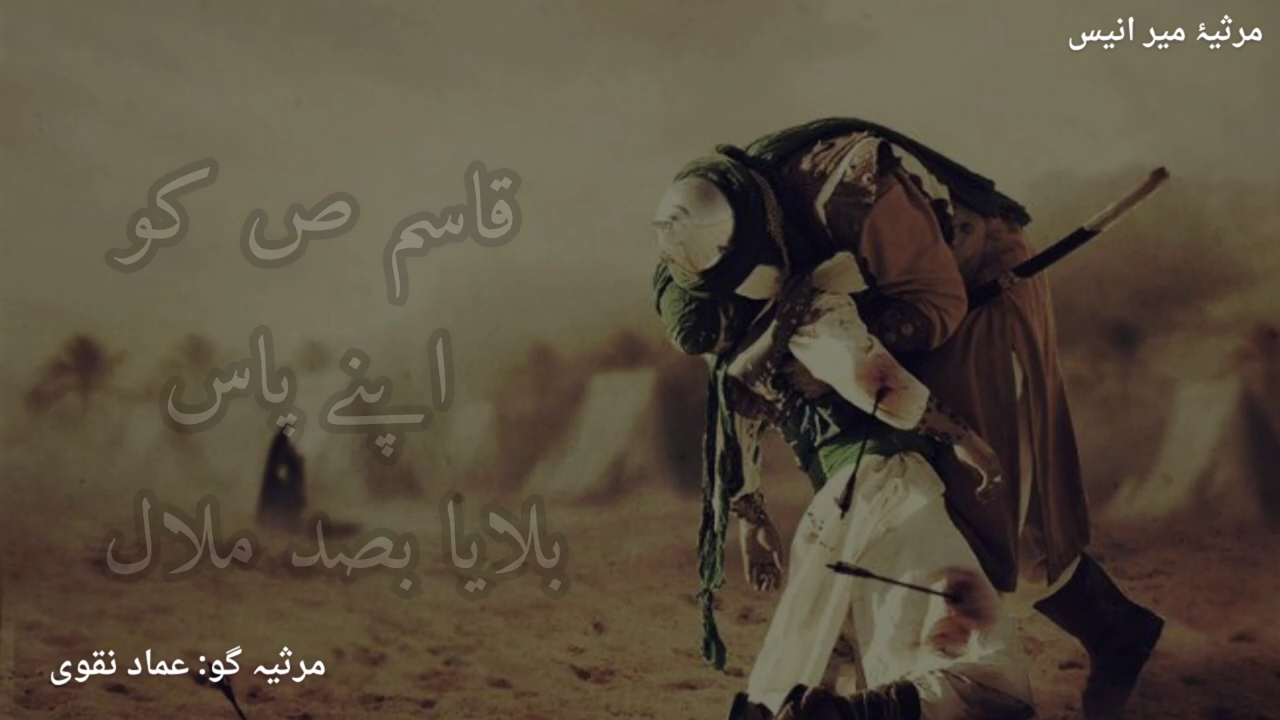 مرثیۂ میر انیس
قاسم ص کو
اپنے پاس
بلایا بصد ملال
مرثیہ گو: عماد نقوی